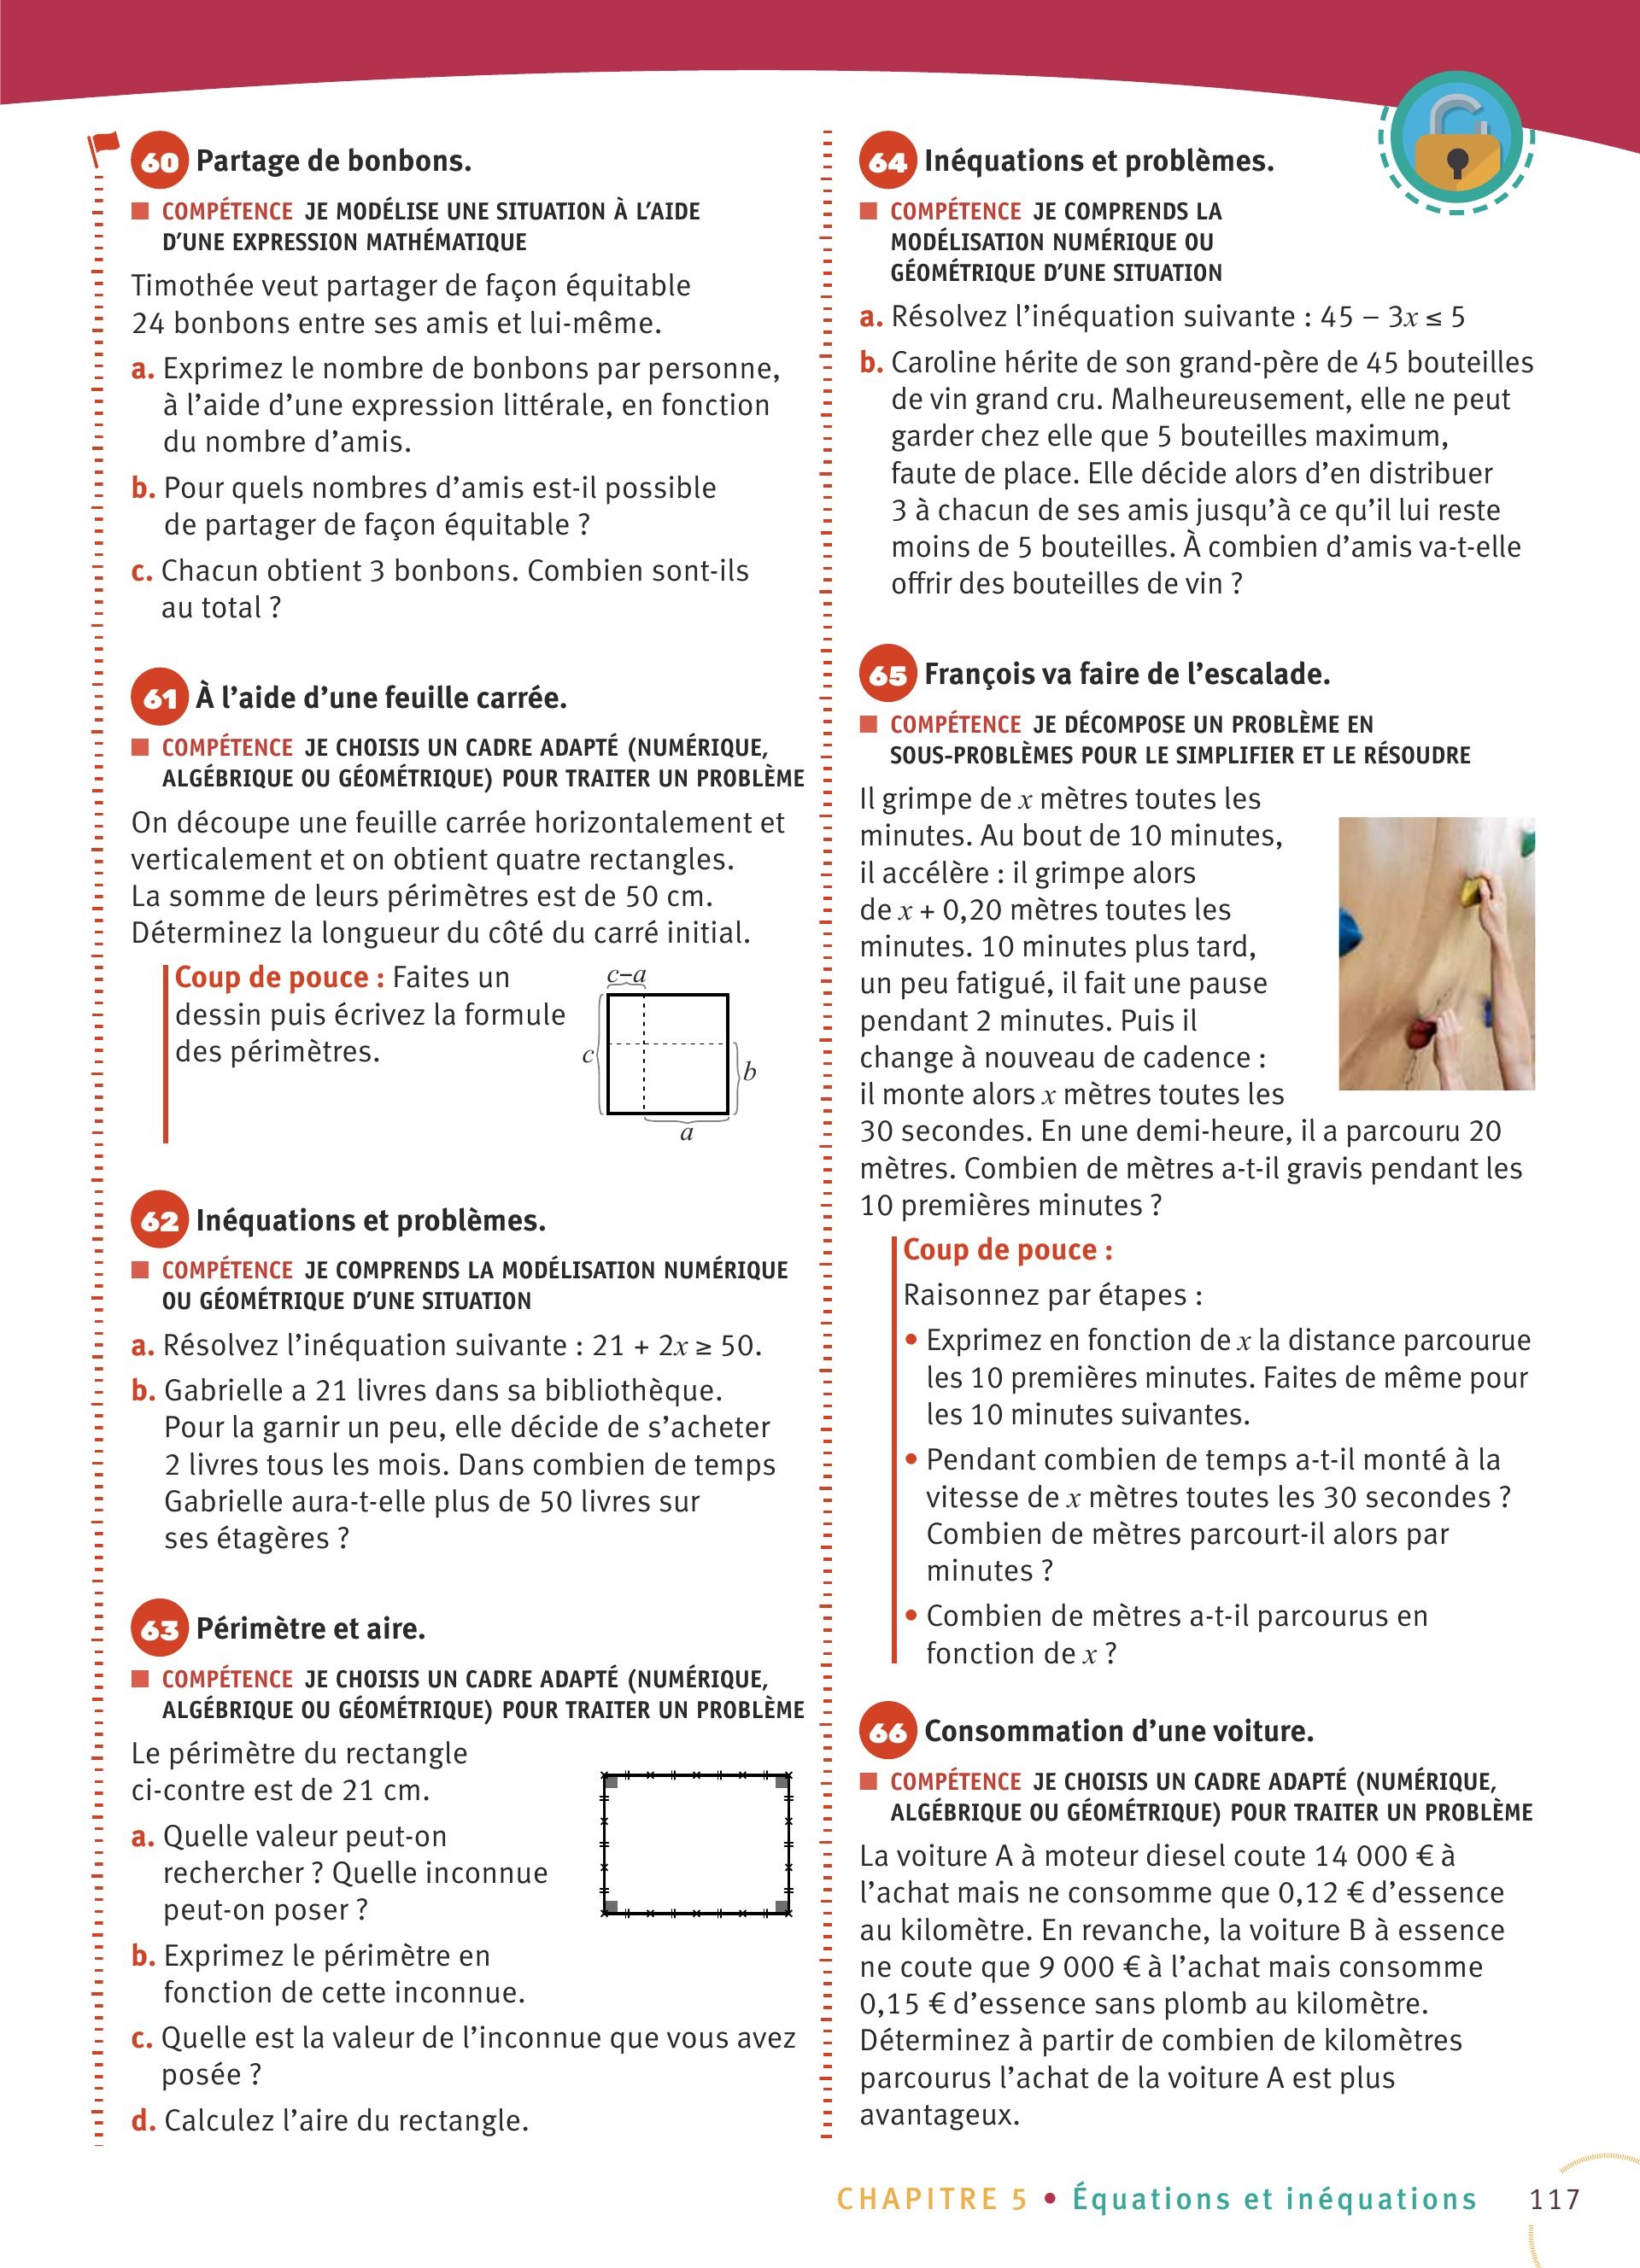 60 Partage de bonbons.
COMPÉTENCE JE MODÉLISE UNE SITUATION À L’AIDE
D’UNE EXPRESSION MATHÉMATIQUE
Timothée veut partager de façon équitable
24 bonbons entre ses amis et lui-même.
a. Exprimez le nombre de bonbons par personne,
à l’aide d’une expression littérale, en fonction
du nombre d’amis.
b. Pour quels nombres d’amis est-il possible
de partager de façon équitable ?
c. Chacun obtient 3 bonbons. Combien sont-ils
au total ?
61 À l’aide d’une feuille carrée.
COMPÉTENCE JE CHOISIS UN CADRE ADAPTÉ (NUMÉRIQUE,
ALGÉBRIQUE OU GÉOMÉTRIQUE) POUR TRAITER UN PROBLÈME
On découpe une feuille carrée horizontalement et
verticalement et on obtient quatre rectangles.
La somme de leurs périmètres est de 50 cm.
Déterminez la longueur du côté du carré initial.
Coup de pouce : Faites un
dessin puis écrivez la formule
des périmètres.
c–a
c
b
a
62 Inéquations et problèmes.
COMPÉTENCE JE COMPRENDS LA MODÉLISATION NUMÉRIQUE
OU GÉOMÉTRIQUE D’UNE SITUATION
a. Résolvez l’inéquation suivante : 21 + 2x ≥ 50.
b. Gabrielle a 21 livres dans sa bibliothèque.
Pour la garnir un peu, elle décide de s’acheter
2 livres tous les mois. Dans combien de temps
Gabrielle aura-t-elle plus de 50 livres sur
ses étagères ?
63 Périmètre et aire.
COMPÉTENCE JE CHOISIS UN CADRE ADAPTÉ (NUMÉRIQUE,
ALGÉBRIQUE OU GÉOMÉTRIQUE) POUR TRAITER UN PROBLÈME
Le périmètre du rectangle
ci-contre est de 21 cm.
a. Quelle valeur peut-on
rechercher ? Quelle inconnue
peut-on poser ?
b. Exprimez le périmètre en
fonction de cette inconnue.
c. Quelle est la valeur de l’inconnue que vous avez
posée ?
d. Calculez l’aire du rectangle.
64 Inéquations et problèmes.
COMPÉTENCE JE COMPRENDS LA
MODÉLISATION NUMÉRIQUE OU
GÉOMÉTRIQUE D’UNE SITUATION
a. Résolvez l’inéquation suivante : 45 – 3x ≤ 5
b. Caroline hérite de son grand-père de 45 bouteilles
de vin grand cru. Malheureusement, elle ne peut
garder chez elle que 5 bouteilles maximum,
faute de place. Elle décide alors d’en distribuer
3 à chacun de ses amis jusqu’à ce qu’il lui reste
moins de 5 bouteilles. À combien d’amis va-t-elle
offrir des bouteilles de vin ?
65 François va faire de l’escalade.
COMPÉTENCE JE DÉCOMPOSE UN PROBLÈME EN
SOUS-PROBLÈMES POUR LE SIMPLIFIER ET LE RÉSOUDRE
Il grimpe de x mètres toutes les
minutes. Au bout de 10 minutes,
il accélère : il grimpe alors
de x + 0,20 mètres toutes les
minutes. 10 minutes plus tard,
un peu fatigué, il fait une pause
pendant 2 minutes. Puis il
change à nouveau de cadence :
il monte alors x mètres toutes les
30 secondes. En une demi-heure, il a parcouru 20
mètres. Combien de mètres a-t-il gravis pendant les
10 premières minutes ?
Coup de pouce :
Raisonnez par étapes :
• Exprimez en fonction de x la distance parcourue
les 10 premières minutes. Faites de même pour
les 10 minutes suivantes.
• Pendant combien de temps a-t-il monté à la
vitesse de x mètres toutes les 30 secondes ?
Combien de mètres parcourt-il alors par
minutes ?
• Combien de mètres a-t-il parcourus en
fonction de x ?
66 Consommation d’une voiture.
COMPÉTENCE JE CHOISIS UN CADRE ADAPTÉ (NUMÉRIQUE,
ALGÉBRIQUE OU GÉOMÉTRIQUE) POUR TRAITER UN PROBLÈME
La voiture A à moteur diesel coute 14 000 € à
l’achat mais ne consomme que 0,12 € d’essence
au kilomètre. En revanche, la voiture B à essence
ne coute que 9 000 € à l’achat mais consomme
0,15 € d’essence sans plomb au kilomètre.
Déterminez à partir de combien de kilomètres
parcourus l’achat de la voiture A est plus
avantageux.
CHAPITRE 5 • Équations et inéquations 117